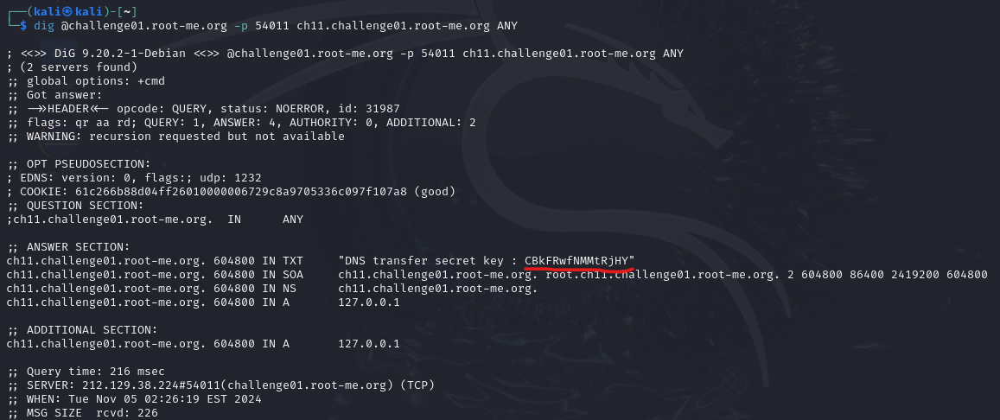 ┌──(kali㉿kali)-[~]
└─$ dig @challenge01.root-me.org -p 54011 ch11.challenge01.root-me.org ANY
; <<>> DiG 9.20.2-1-Debian <<>> @challenge01.root-me.org -p 54011 ch11.challenge01.root-me.org ANY
; (2 servers found)
;; global options: +cmd
;; Got answer:
;; ->>HEADER<<- opcode: QUERY, status: NOERROR, id: 31987
;; flags: qr aa rd; QUERY: 1, ANSWER: 4, AUTHORITY: 0, ADDITIONAL: 2
;; WARNING: recursion requested but not available
;; OPT PSEUDOSECTION:
; EDNS: version: 0, flags:; udp: 1232
; COOKIE: 61c266b88d04ff26010000006729c8a9705336c097f107a8 (good)
;; QUESTION SECTION:
;ch11.challenge01.root-me.org. IN ANY
;; ANSWER SECTION:
ch11.challenge01.root-me.org. 604800 IN TXT "DNS transfer secret key : CBkFRwfNMMtRjHY"
ch11.challenge01.root-me.org. 604800 IN SOA ch11.challenge01.root-me.org. root.ch11.challenge01.root-me.org. 2 604800 86400 2419200 604800
ch11.challenge01.root-me.org. 604800 IN NS ch11.challenge01.root-me.org.
ch11.challenge01.root-me.org. 604800 IN A 127.0.0.1
;; ADDITIONAL SECTION:
ch11.challenge01.root-me.org. 604800 IN A 127.0.0.1
;; Query time: 216 msec
;; SERVER: 212.129.38.224#54011(challenge01.root-me.org) (TCP)
;; WHEN: Tue Nov 05 02:26:19 EST 2024
;; MSG SIZE rcvd: 226